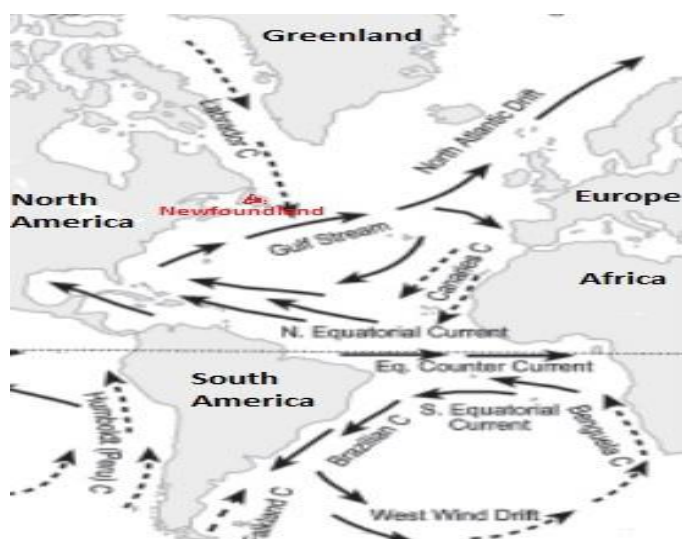 Greenland
Labrador C
North Atlantic Drift
North
America
Newfoundland
Europe
Gulf Stream
Canaries C
Africa
N. Equatorial Current
Eq. Counter Current
South
America
Humboldt (Peru) C
S. Equatorial
Current
Brazilian C
Benguela C
West Wind Drift
alkland C